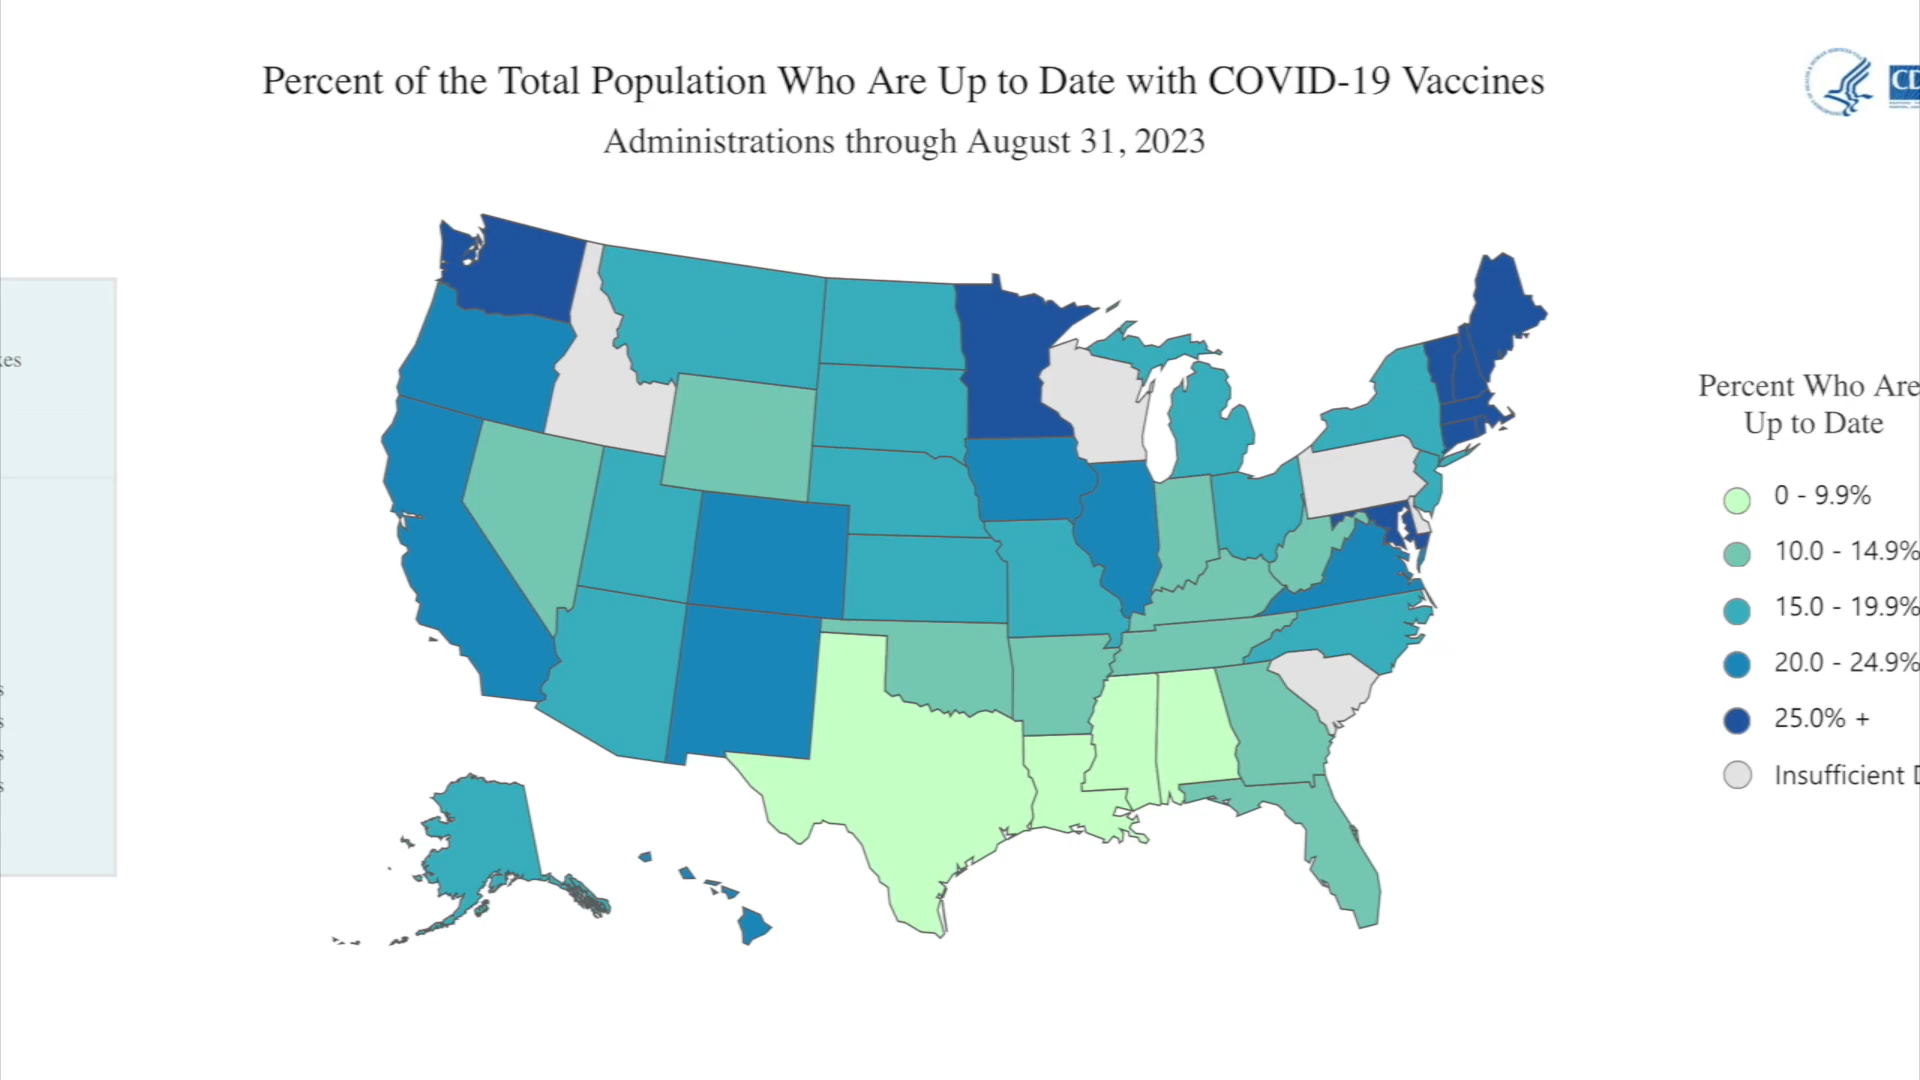 Percent of the Total Population Who Are Up to Date with COVID-19 Vaccines
Administrations through August 31, 2023
CD
Percent Who Are
Up to Date
0 - 9.9%
10.0 - 14.9%
15.0 - 19.9%
20.0 - 24.9%
25.0% +
Insufficient